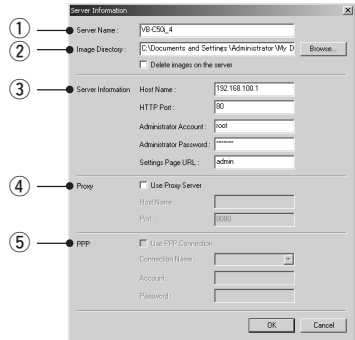 Server Information
① Server Name : VB-C50i_4
② Image Directory : C:\Documents and Settings\Administrator\My D Browse...
Delete images on the server
③ Server Information Host Name : 192.168.100.1
HTTP Port : 80
Administrator Account : root
Administrator Password : ********
Settings Page URL : admin
④ Proxy Use Proxy Server
Host Name :
Port : 8080
⑤ PPP Use PPP Connection
Connection Name :
Account :
Password :
OK Cancel